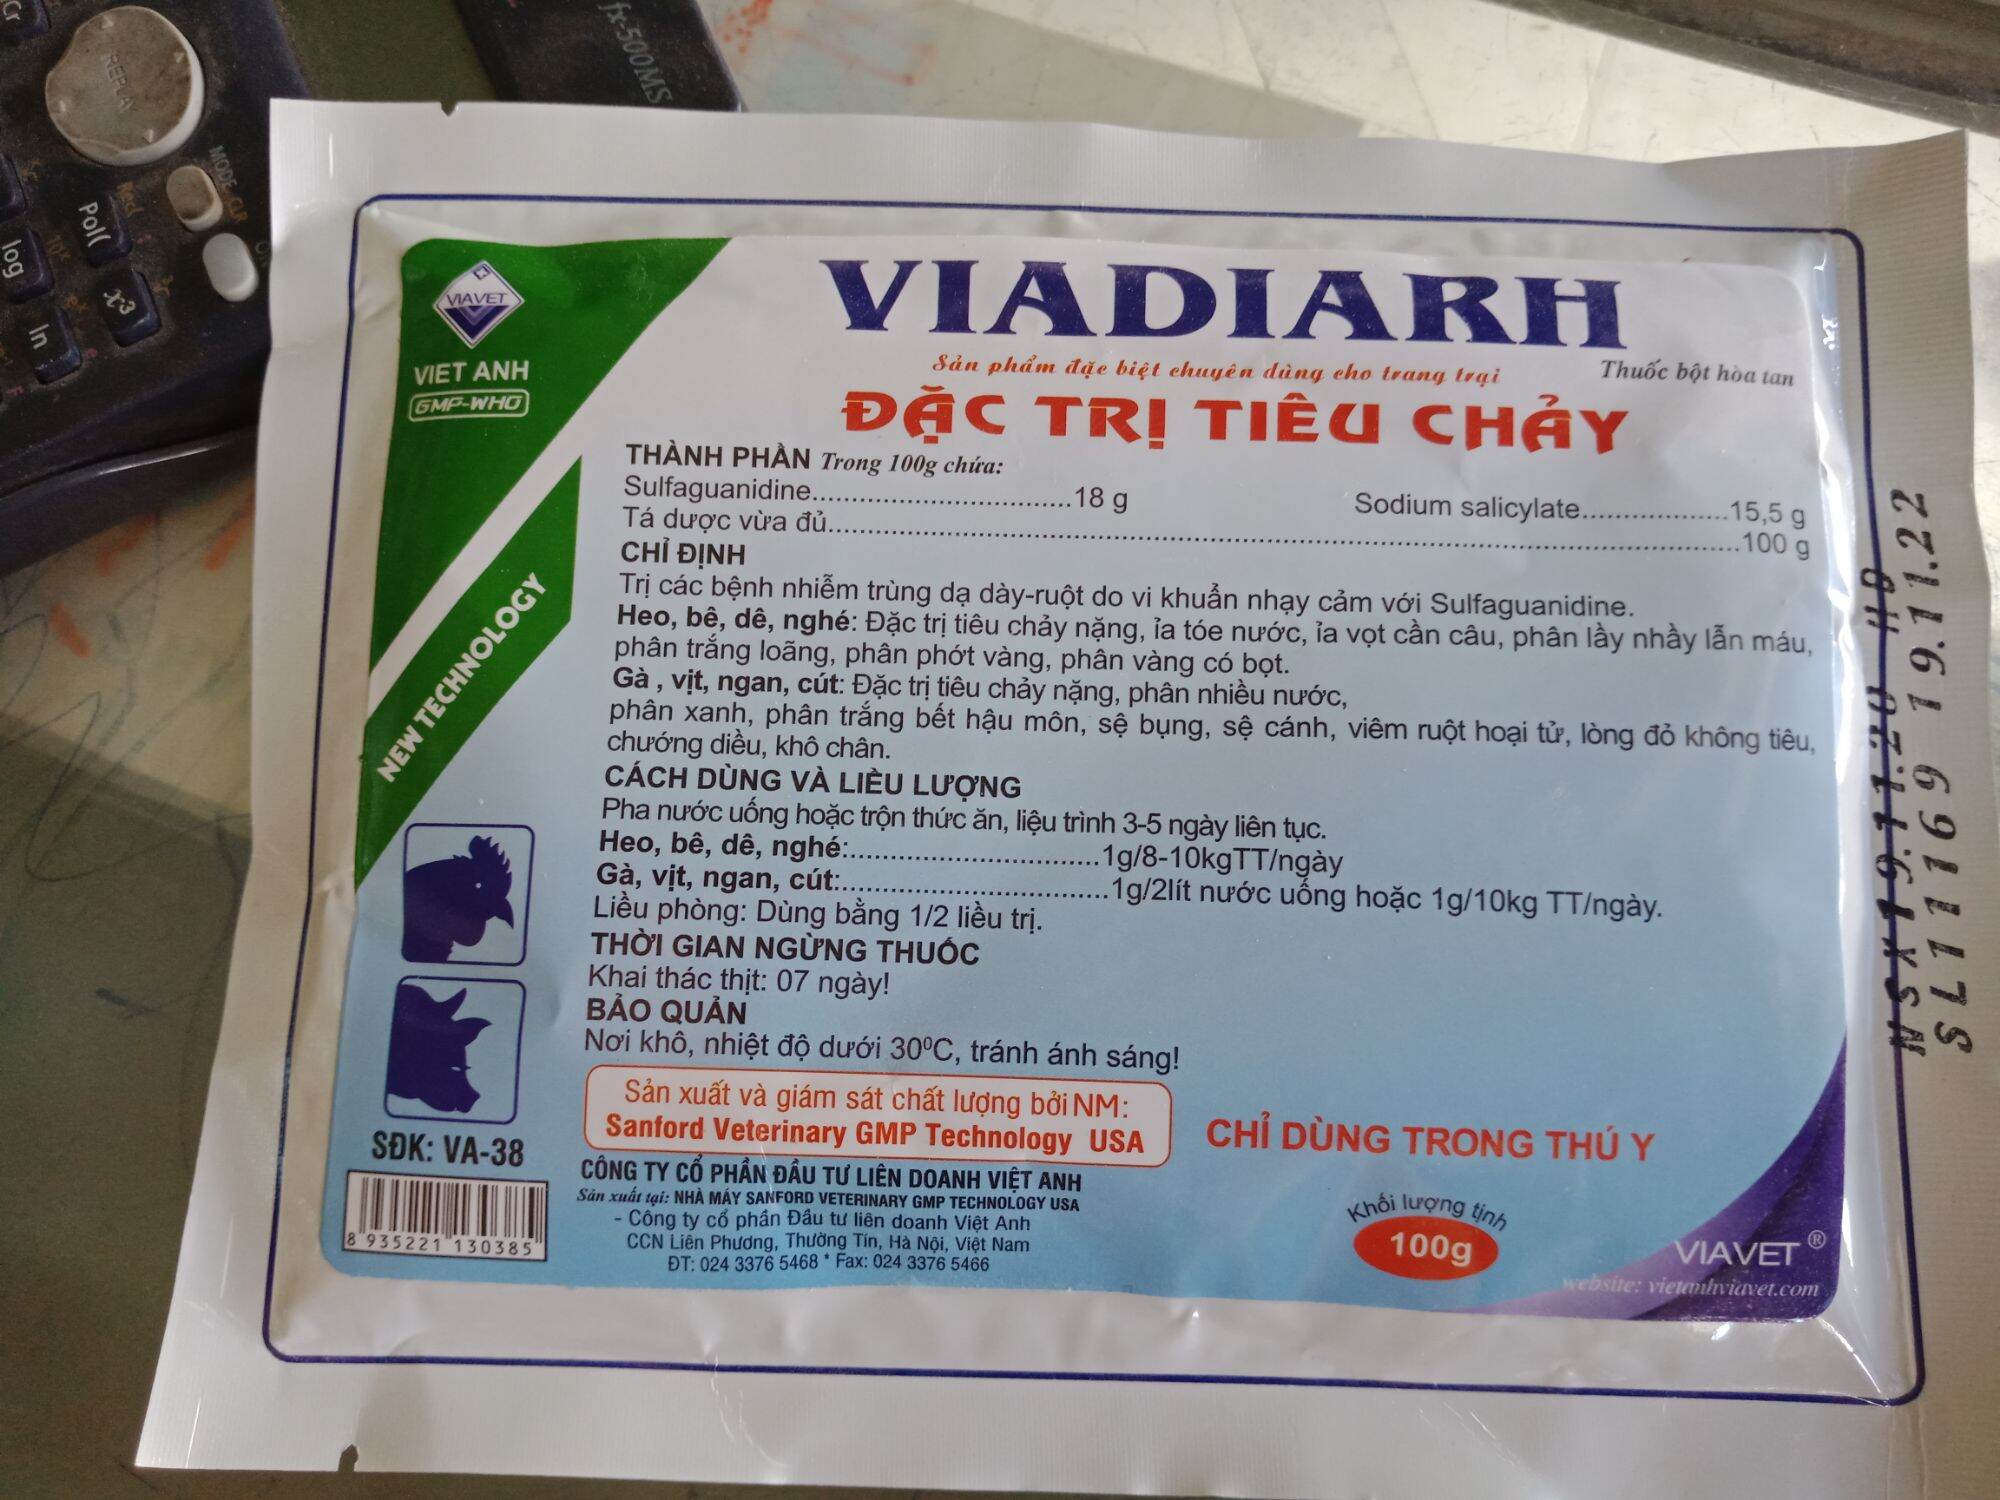 fx-500MS
REPLAY
MODE CLR
Pol(
x³
log
ln
VIAVET
VIET ANH
GMP-WHO
NEW TECHNOLOGY
VIADIARH
Sản phẩm đặc biệt chuyên dùng cho trang trại
Thuốc bột hòa tan
ĐẶC TRỊ TIÊU CHẢY
THÀNH PHẦN Trong 100g chứa:
Sulfaguanidine..............................18 g Sodium salicylate...................15,5 g
Tá dược vừa đủ..............................100 g
CHỈ ĐỊNH
Trị các bệnh nhiễm trùng dạ dày-ruột do vi khuẩn nhạy cảm với Sulfaguanidine.
Heo, bê, dê, nghé: Đặc trị tiêu chảy nặng, ỉa tóe nước, ỉa vọt cần câu, phân lầy nhầy lẫn máu,
phân trắng loãng, phân phớt vàng, phân vàng có bọt.
Gà , vịt, ngan, cút: Đặc trị tiêu chảy nặng, phân nhiều nước,
phân xanh, phân trắng bết hậu môn, sệ bụng, sệ cánh, viêm ruột hoại tử, lòng đỏ không tiêu,
chướng diều, khô chân.
CÁCH DÙNG VÀ LIỀU LƯỢNG
Pha nước uống hoặc trộn thức ăn, liệu trình 3-5 ngày liên tục.
Heo, bê, dê, nghé:..............................1g/8-10kgTT/ngày
Gà, vịt, ngan, cút:..............................1g/2lít nước uống hoặc 1g/10kg TT/ngày.
Liều phòng: Dùng bằng 1/2 liều trị.
THỜI GIAN NGỪNG THUỐC
Khai thác thịt: 07 ngày!
BẢO QUẢN
Nơi khô, nhiệt độ dưới 30⁰C, tránh ánh sáng!
Sản xuất và giám sát chất lượng bởi NM:
Sanford Veterinary GMP Technology USA
CHỈ DÙNG TRONG THÚ Y
SĐK: VA-38
8 935221 130385
CÔNG TY CỔ PHẦN ĐẦU TƯ LIÊN DOANH VIỆT ANH
Sản xuất tại: NHÀ MÁY SANFORD VETERINARY GMP TECHNOLOGY USA
- Công ty cổ phần Đầu tư liên doanh Việt Anh
CCN Liên Phương, Thường Tín, Hà Nội, Việt Nam
ĐT: 024 3376 5468 * Fax: 024 3376 5466
Khối lượng tịnh
100g
VIAVET ®
website: vietanhviavet.com
NSX19.11.20 HD
SL11169 19.11.22